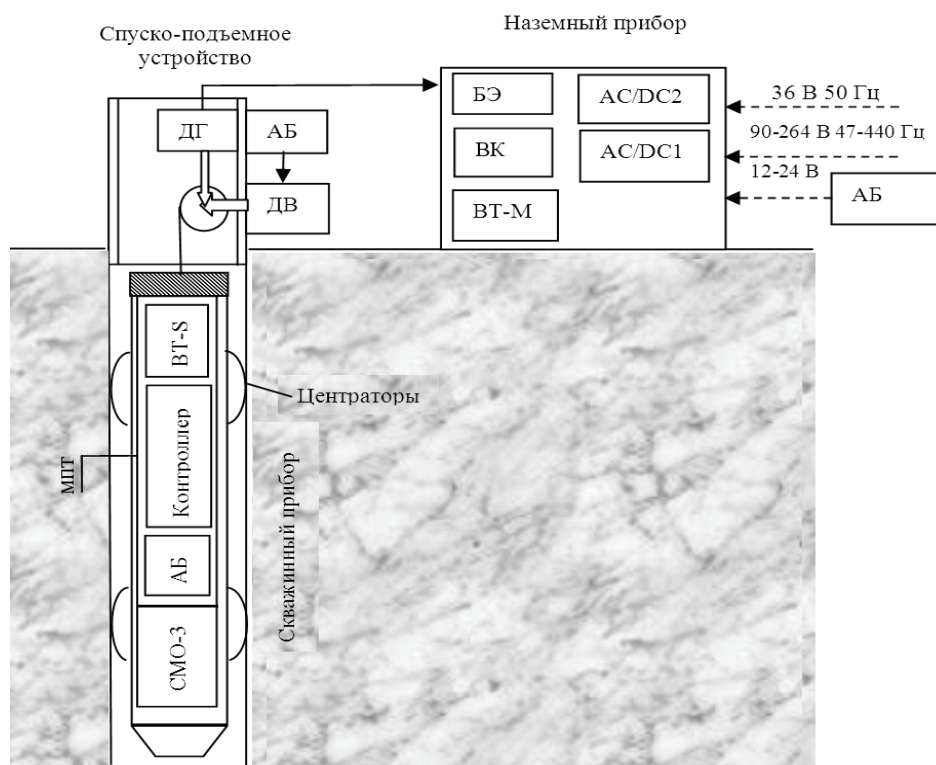 Спуско-подъемное
устройство
Наземный прибор
ДГ
АБ
ДВ
БЭ
AC/DC2
ВК
AC/DC1
ВТ-М
36 В 50 Гц
90-264 В 47-440 Гц
12-24 В
АБ
ВТ-S
Центраторы
Контроллер
МПТ
Скважинный прибор
АБ
СМО-3